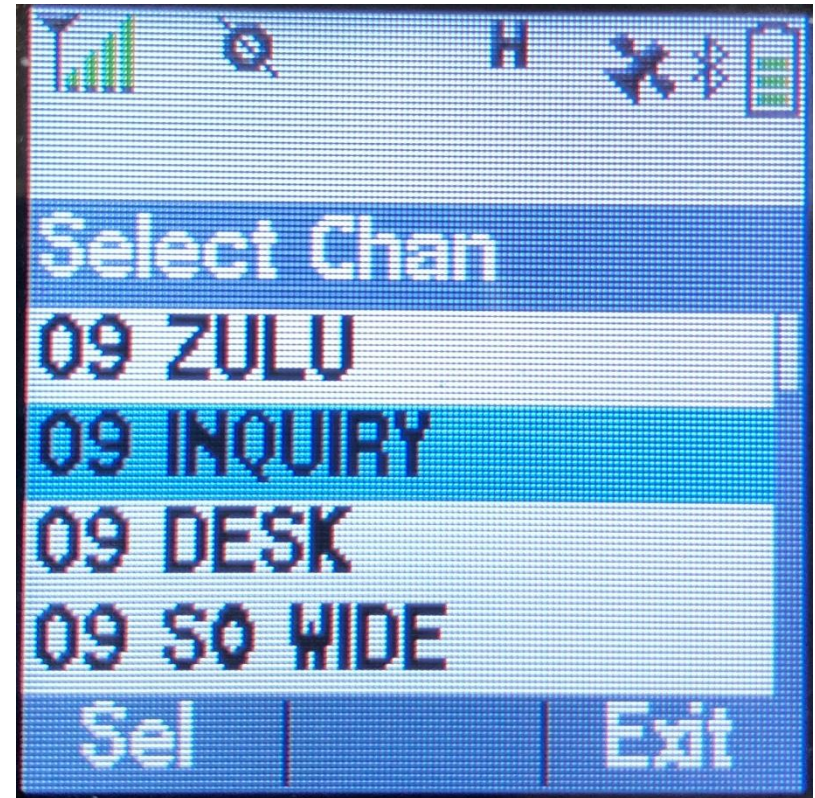 H
Select Chan
09 ZULU
09 INQUIRY
09 DESK
09 SO WIDE
Sel Exit